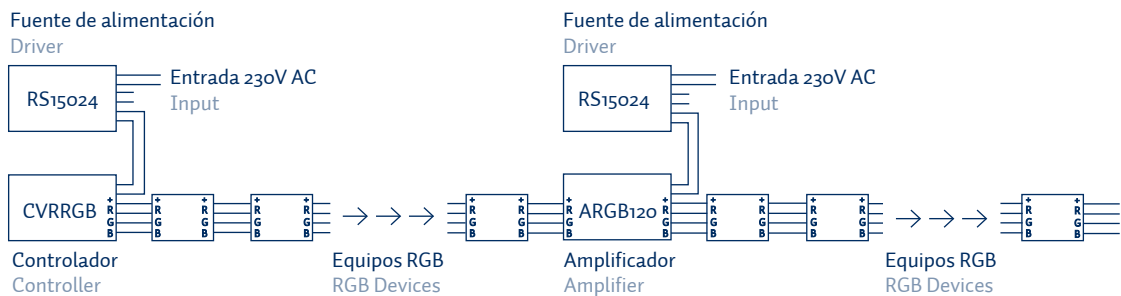 Fuente de alimentación
Driver
RS15024
Entrada 230V AC
Input
CVRRGB
+
R
G
B
+
R
G
B
+
R
G
B
+
R
G
B
+
R
G
B
Controlador
Controller
Equipos RGB
RGB Devices
+
R
G
B
+
R
G
B
Fuente de alimentación
Driver
RS15024
Entrada 230V AC
Input
+
R
G
B
ARGB120
+
R
G
B
+
R
G
B
+
R
G
B
+
R
G
B
+
R
G
B
Amplificador
Amplifier
Equipos RGB
RGB Devices
+
R
G
B
+
R
G
B